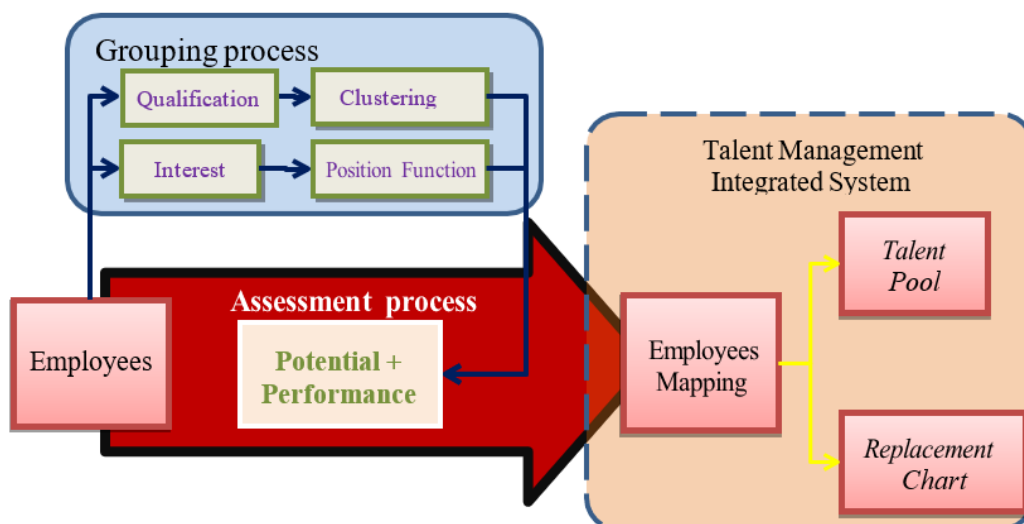 Grouping process
Qualification
Clustering
Interest
Position Function
Talent Management
Integrated System
Talent
Pool
Assessment process
Employees
Potential +
Performance
Employees
Mapping
Replacement
Chart